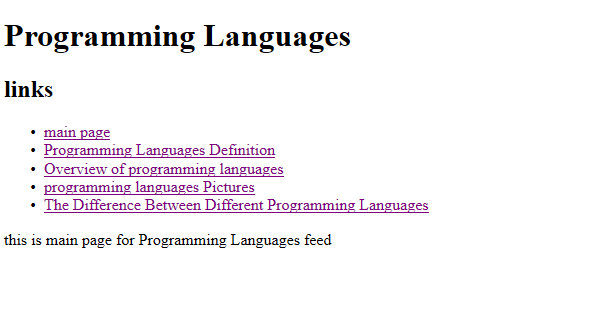 Programming Languages
links
main page
Programming Languages Definition
Overview of programming languages
programming languages Pictures
The Difference Between Different Programming Languages
this is main page for Programming Languages feed